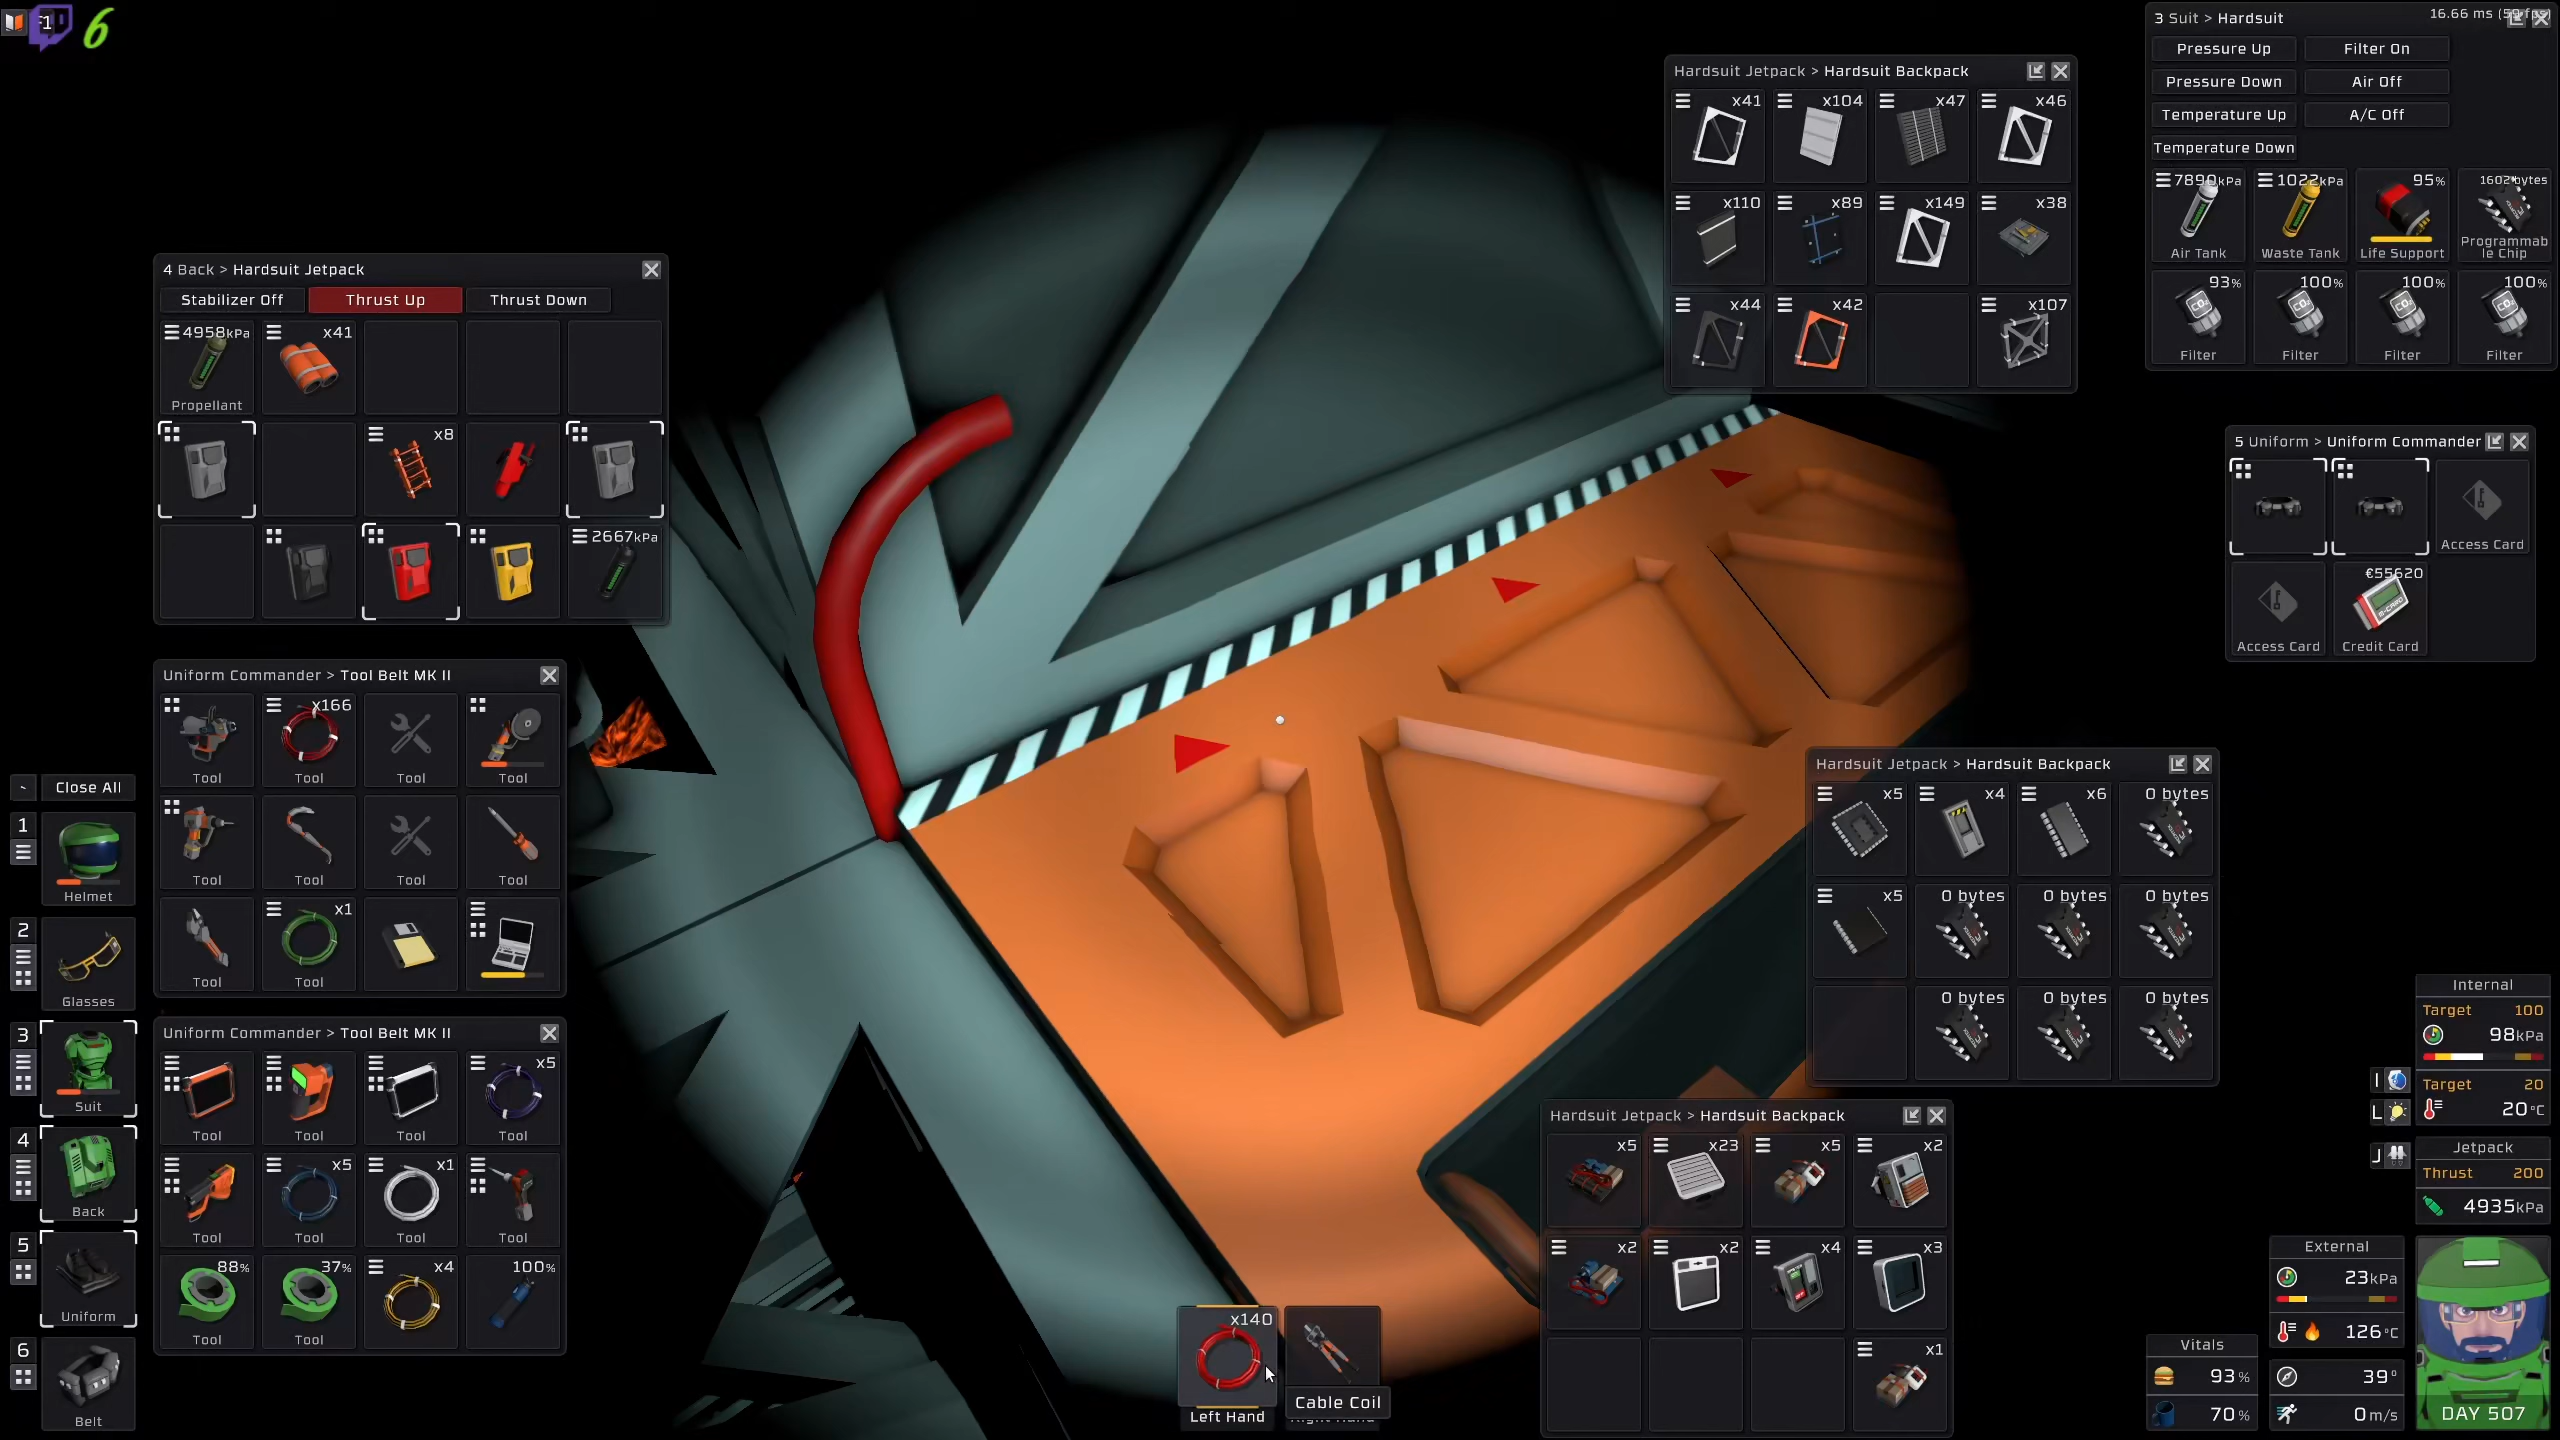 F1
6
16.66 ms
3 Suit > Hardsuit
Pressure Up
Filter On
Pressure Down
Air Off
Temperature Up
A/C Off
Temperature Down
7890kPa
1022kPa
95%
1602 bytes
Air Tank
Waste Tank
Life Support
Programmab
le Chip
93%
100%
100%
100%
Filter
Filter
Filter
Filter
Hardsuit Jetpack > Hardsuit Backpack
x41
x104
x47
x46
x110
x89
x149
x38
x44
x42
x107
4 Back > Hardsuit Jetpack
Stabilizer Off
Thrust Up
Thrust Down
4958kPa
x41
Propellant
x8
2667kPa
5 Uniform > Uniform Commander
Access Card
€55620
Access Card
Credit Card
Uniform Commander > Tool Belt MK II
x166
Tool
Tool
Tool
Tool
Tool
Tool
Tool
Tool
x1
Tool
Tool
Uniform Commander > Tool Belt MK II
x5
Tool
Tool
Tool
Tool
x5
x1
Tool
Tool
Tool
Tool
88%
37%
x4
100%
Tool
Tool
~
Close All
1
Helmet
2
Glasses
3
Suit
4
Back
5
Uniform
6
Belt
Hardsuit Jetpack > Hardsuit Backpack
x5
x4
x6
0 bytes
x5
0 bytes
0 bytes
0 bytes
0 bytes
0 bytes
0 bytes
Hardsuit Jetpack > Hardsuit Backpack
x5
x23
x5
x2
x2
x2
x4
x3
x1
x140
Left Hand
Cable Coil
Internal
Target 100
98kPa
Target 20
20°C
I
L
J
Jetpack
Thrust 200
4935kPa
External
23kPa
126°C
39°
0m/s
Vitals
93%
70%
DAY 507